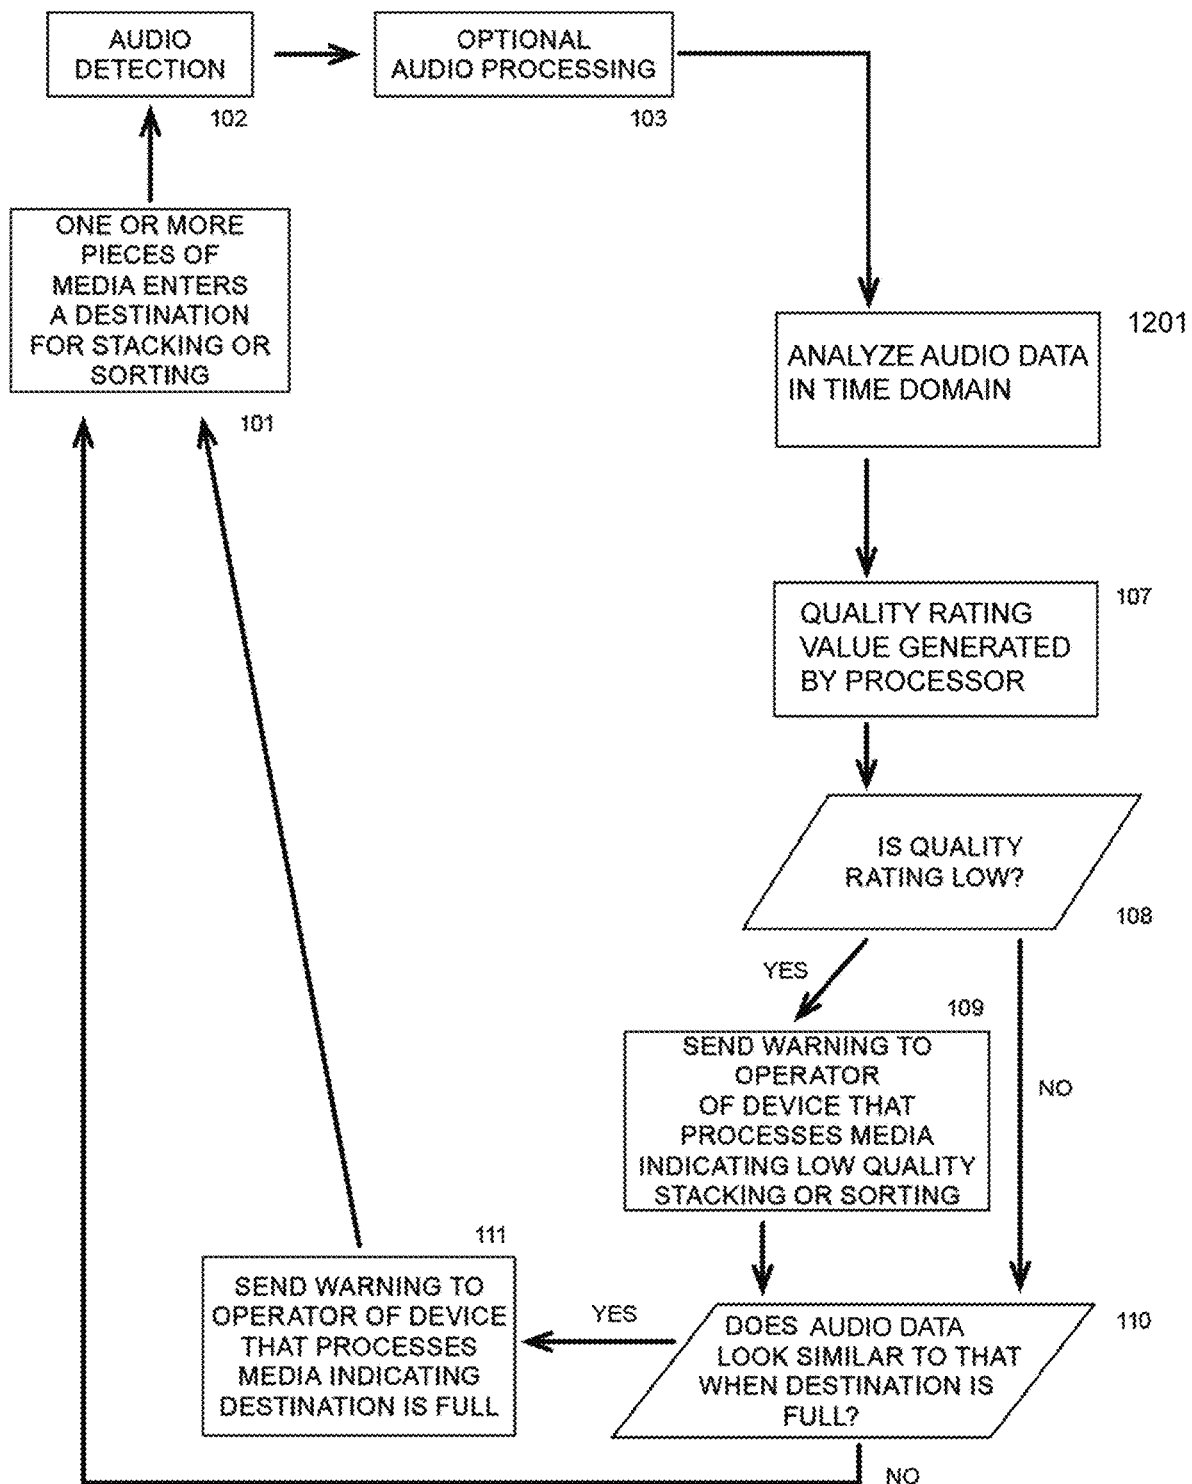 AUDIO
DETECTION
102
OPTIONAL
AUDIO PROCESSING
103
ONE OR MORE
PIECES OF
MEDIA ENTERS
A DESTINATION
FOR STACKING OR
SORTING
101
1201
ANALYZE AUDIO DATA
IN TIME DOMAIN
107
QUALITY RATING
VALUE GENERATED
BY PROCESSOR
IS QUALITY
RATING LOW?
108
YES
NO
109
SEND WARNING TO
OPERATOR
OF DEVICE THAT
PROCESSES MEDIA
INDICATING LOW QUALITY
STACKING OR SORTING
110
DOES AUDIO DATA
LOOK SIMILAR TO THAT
WHEN DESTINATION IS
FULL?
YES
111
SEND WARNING TO
OPERATOR OF DEVICE
THAT PROCESSES
MEDIA INDICATING
DESTINATION IS FULL
NO